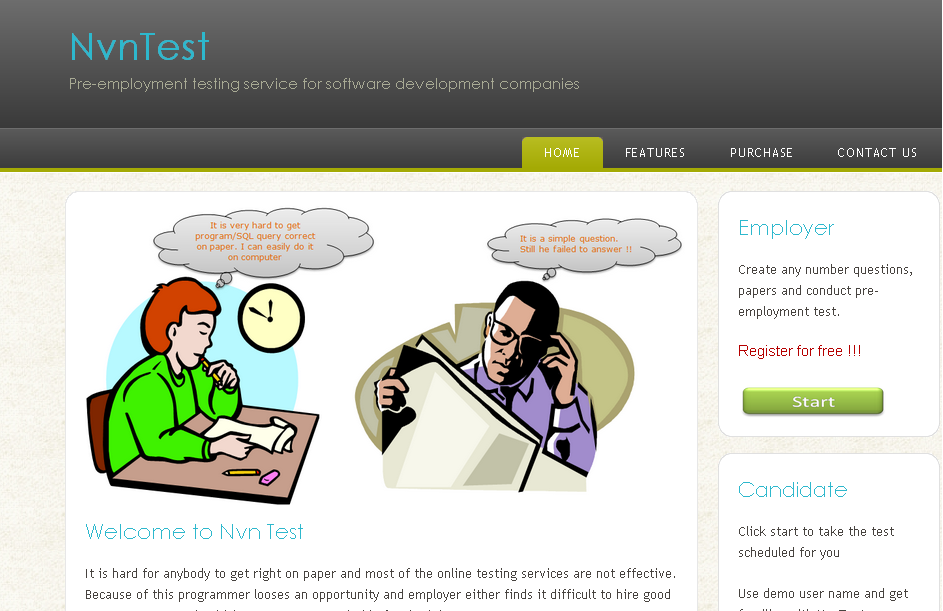 NvnTest
Pre-employment testing service for software development companies
HOME FEATURES PURCHASE CONTACT US
It is very hard to get
program/SQL query correct
on paper. I can easily do it
on computer
It is a simple question.
Still he failed to answer !!
Welcome to Nvn Test
It is hard for anybody to get right on paper and most of the online testing services are not effective.
Because of this programmer looses an opportunity and employer either finds it difficult to hire good
Employer
Create any number questions,
papers and conduct pre-
employment test.
Register for free !!!
Start
Candidate
Click start to take the test
scheduled for you
Use demo user name and get